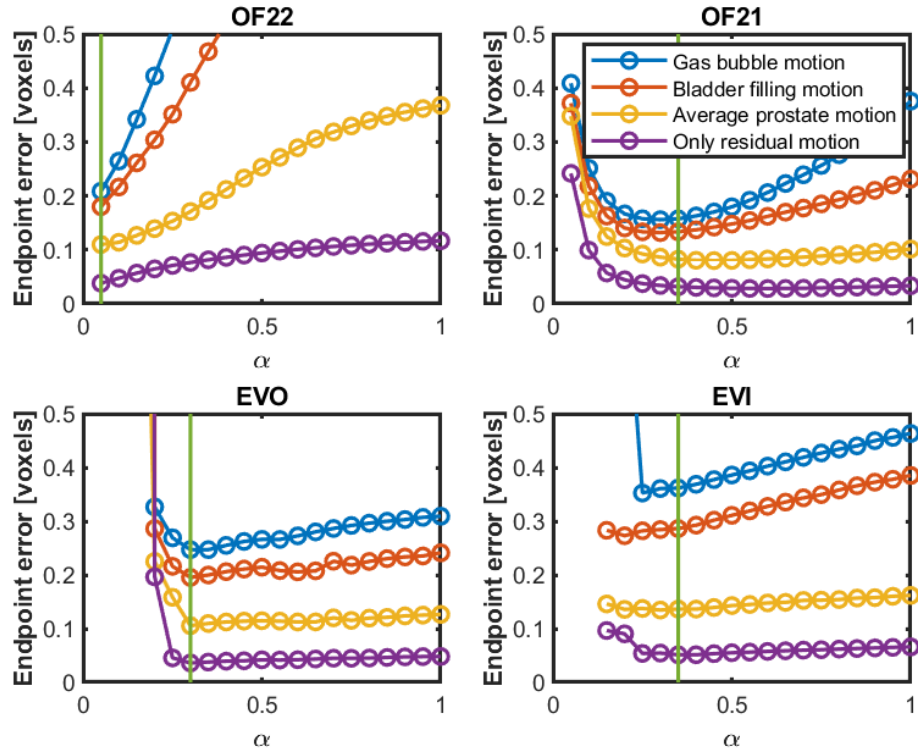 OF22
OF21
Endpoint error [voxels]
0.5
0.4
0.3
0.2
0.1
0
0
0.5
1
α
Endpoint error [voxels]
0.5
0.4
0.3
0.2
0.1
0
0
0.5
1
α
Gas bubble motion
Bladder filling motion
Average prostate motion
Only residual motion
EVO
EVI
Endpoint error [voxels]
0.5
0.4
0.3
0.2
0.1
0
0
0.5
1
α
Endpoint error [voxels]
0.5
0.4
0.3
0.2
0.1
0
0
0.5
1
α